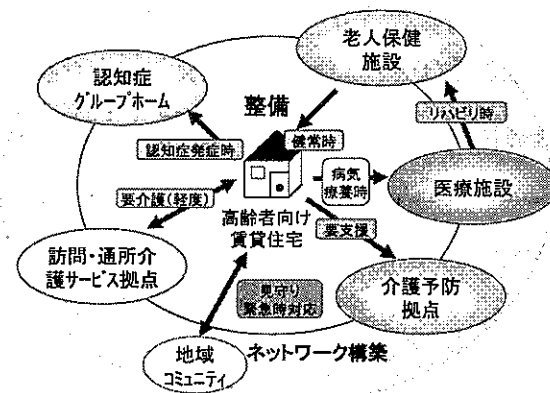 老人保健
施設
認知症
グループホーム
整備
リハビリ時
健常時
認知症発症時
病気
療養時
医療施設
要介護(軽度)
高齢者向け
賃貸住宅
要支援
訪問・通所介
護サービス拠点
見守り
緊急時対応
介護予防
拠点
地域
コミュニティ
ネットワーク構築